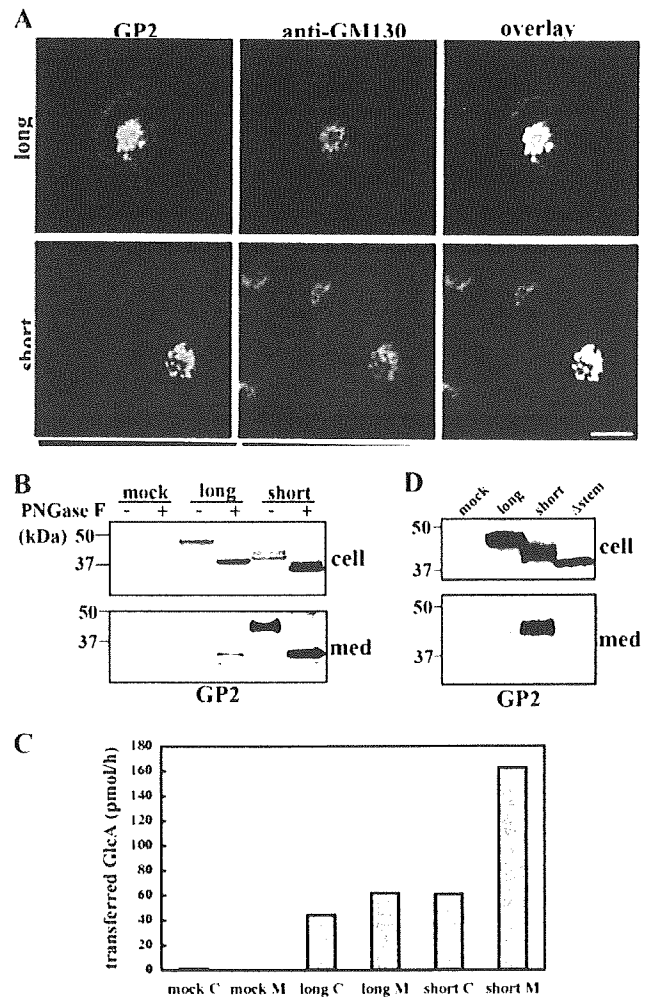 A
GP2 anti-GM130 overlay
long
short
B
mock long short
PNGase F - + - + - +
(kDa)
50
37
cell
50
37
med
GP2
D
mock long short Δstem
50
37
cell
50
37
med
GP2
C
transferred GlcA (pmol/h)
180
160
140
120
100
80
60
40
20
0
mock C mock M long C long M short C short M